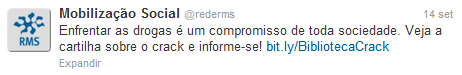 Mobilização Social @rederms 14 set
Enfrentar as drogas é um compromisso de toda sociedade. Veja a
cartilha sobre o crack e informe-se! bit.ly/BibliotecaCrack
RMS
Expandir